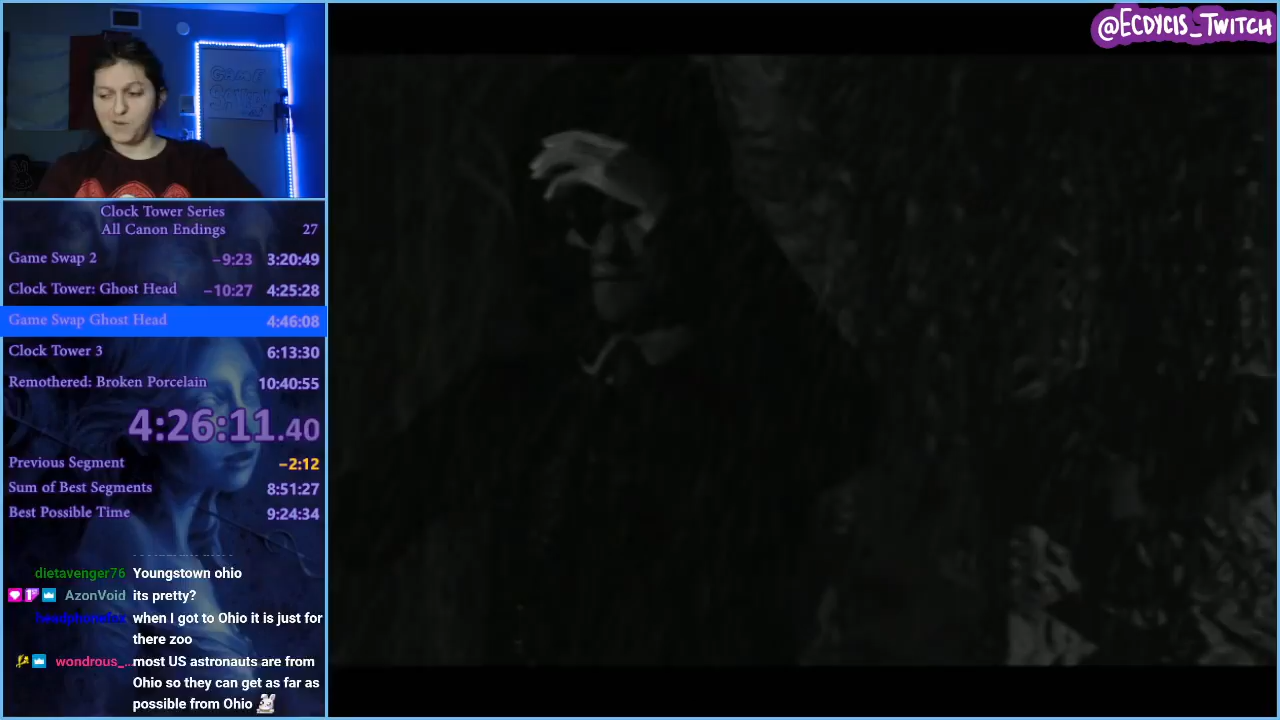 @Ecdycis_Twitch
GAME
Clock Tower Series
All Canon Endings 27
Game Swap 2 −9:23 3:20:49
Clock Tower: Ghost Head −10:27 4:25:28
Game Swap Ghost Head 4:46:08
Clock Tower 3 6:13:30
Remothered: Broken Porcelain 10:40:55
4:26:11.40
Previous Segment −2:12
Sum of Best Segments 8:51:27
Best Possible Time 9:24:34
dietavenger76 Youngstown ohio
AzonVoid its pretty?
when I got to Ohio it is just for
there zoo
wondrous_... most US astronauts are from
Ohio so they can get as far as
possible from Ohio